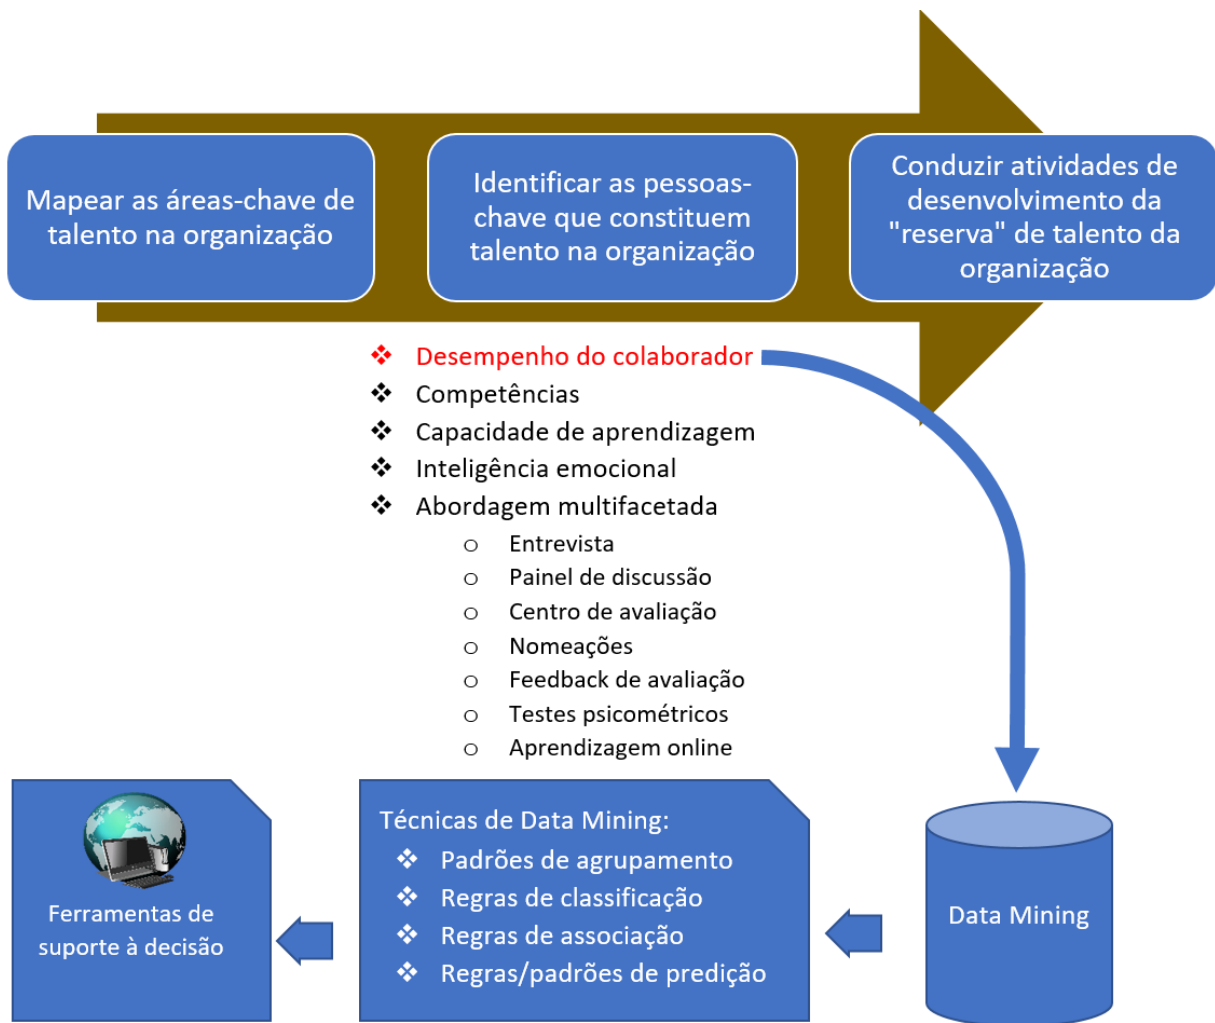 Mapear as áreas-chave de
talento na organização
Identificar as pessoas-
chave que constituem
talento na organização
Conduzir atividades de
desenvolvimento da
"reserva" de talento da
organização
❖ Desempenho do colaborador
❖ Competências
❖ Capacidade de aprendizagem
❖ Inteligência emocional
❖ Abordagem multifacetada
o Entrevista
o Painel de discussão
o Centro de avaliação
o Nomeações
o Feedback de avaliação
o Testes psicométricos
o Aprendizagem online
Ferramentas de
suporte à decisão
Técnicas de Data Mining:
❖ Padrões de agrupamento
❖ Regras de classificação
❖ Regras de associação
❖ Regras/padrões de predição
Data Mining